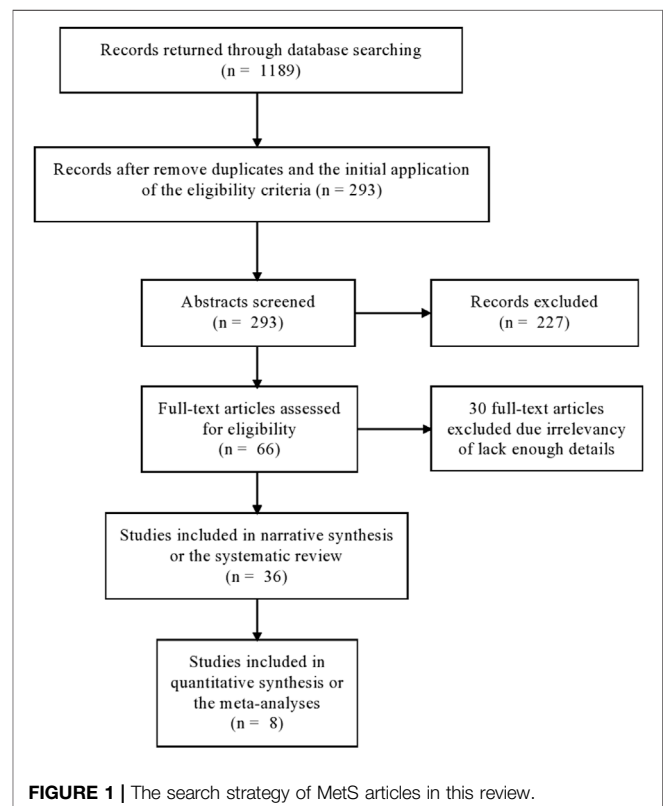 Records returned through database searching
(n = 1189)
Records after remove duplicates and the initial application
of the eligibility criteria (n = 293)
Abstracts screened
(n = 293)
Records excluded
(n = 227)
Full-text articles assessed
for eligibility
(n = 66)
30 full-text articles
excluded due irrelevancy
of lack enough details
Studies included in narrative synthesis
or the systematic review
(n = 36)
Studies included in
quantitative synthesis or
the meta-analyses
(n = 8)
FIGURE 1 | The search strategy of MetS articles in this review.